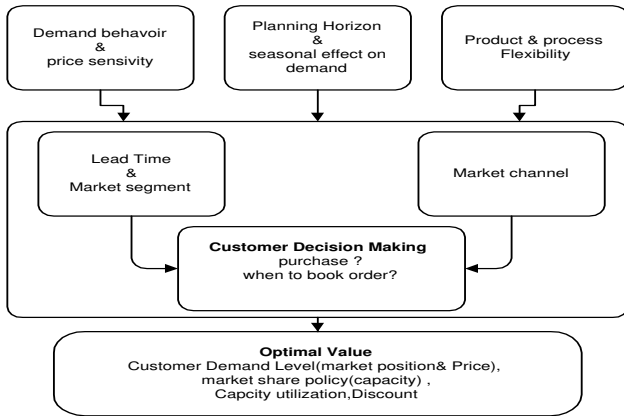 Demand behavoir
&
price sensivity
Planning Horizon
&
seasonal effect on
demand
Product & process
Flexibility
Lead Time
&
Market segment
Market channel
Customer Decision Making
purchase ?
when to book order?
Optimal Value
Customer Demand Level(market position& Price),
market share policy(capacity) ,
Capcity utilization,Discount